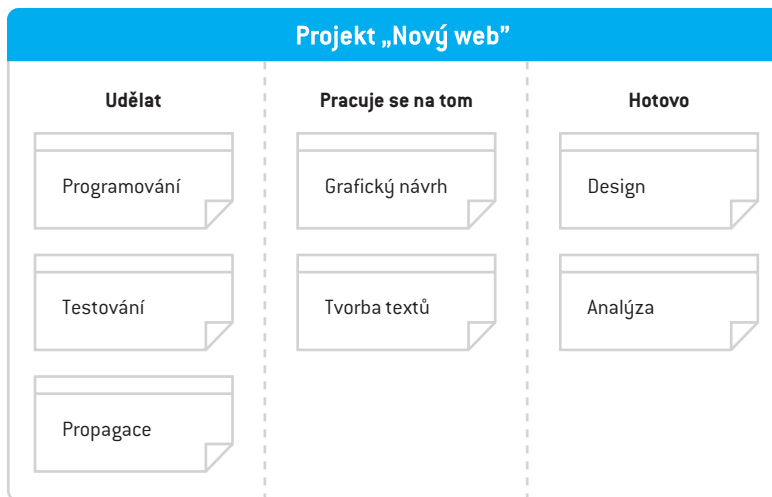 Projekt „Nový web”
Udělat
Programování
Testování
Propagace
Pracuje se na tom
Grafický návrh
Tvorba textů
Hotovo
Design
Analýza